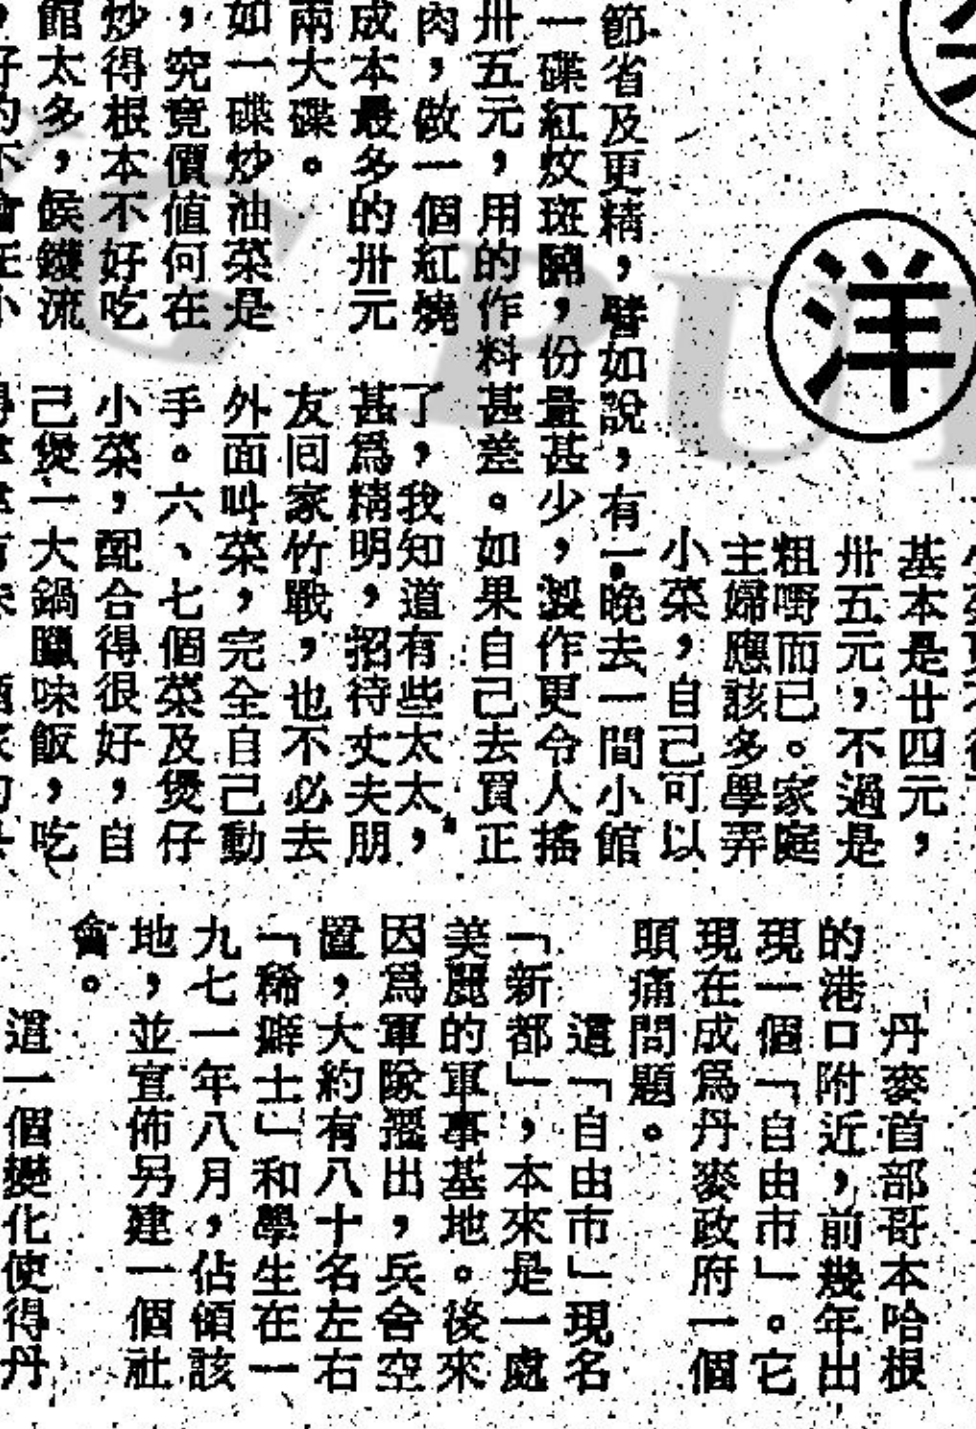 洋
基本是廿四元，
卅五元，不過是
粗嘢而已。家庭
主婦應該多學弄
小菜，自己可以
節省及更精，譬如說，有一晚去一間小館
一碟紅炆斑腩，份量甚少，製作更令人搖
卅五元，用的作料甚差。如果自己去買正
肉，做一個紅燒
成本最多的卅元
兩大碟。
如一碟炒油菜是
，究竟價值何在
炒得根本不好吃
館太多，候鑊流
了，我知道有些太太，
甚爲精明，招待丈夫朋
友囘家竹戰，也不必去
外面叫菜，完全自己動
手。六、七個菜及煲仔
小菜，配合得很好，自
己煲一大鍋臘味飯，吃
丹麥首部哥本哈根
的港口附近，前幾年出
現一個「自由市」。它
現在成爲丹麥政府一個
頭痛問題。
這「自由市」現名
「新都」，本來是一處
美麗的軍事基地。後來
因爲軍隊撤出，兵舍空
置，大約有八十名左右
「稀癖士」和學生在一
九七一年八月，佔領該
地，並宣佈另建一個社
會。
這一個變化使得丹